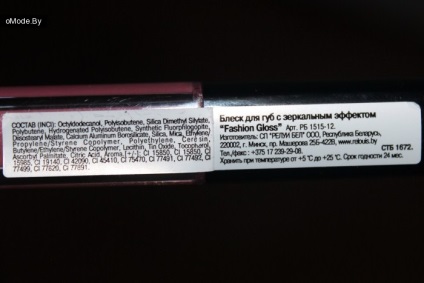 oMode.By
СОСТАВ (INCI): Octyldodecanol, Polyisobutene, Silica Dimethyl Silylate,
Polybutene, Hydrogenated Polyisobutene, Synthetic Fluorphlogopite,
Diisostearyl Malate, Calcium Aluminum Borosilicate, Silica, Mica, Ethylene/
Propylene/Styrene Copolymer, Polyethylene, Ceresin,
Butylene/Ethylene/Styrene Copolymer, Lecithin, Tin Oxide, Tocopherol,
Ascorbyl Palmitate, Citric Acid, Aroma, [+/-]: CI 15850, CI
15985, CI 19140, CI 42090, CI 45410, CI 75470, CI 77491, CI 77492, CI
77499, CI 77820, CI 77891.
Блеск для губ с зеркальным эффектом
"Fashion Gloss" Арт. РБ 1515-12.
Изготовитель: СП "РЕЛУИ БЕЛ" ООО, Республика Беларусь,
220002, г. Минск, пр. Машерова 25б-422В, www.relouis.by
Тел./факс: +375 17 239-29-08. СТБ 1672.
Хранить при температуре от +5 °С до +25 °С. Срок годности 24 мес.